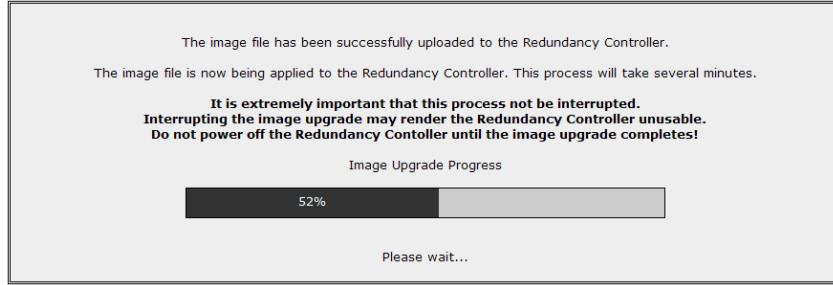 The image file has been successfully uploaded to the Redundancy Controller.
The image file is now being applied to the Redundancy Controller. This process will take several minutes.
It is extremely important that this process not be interrupted.
Interrupting the image upgrade may render the Redundancy Controller unusable.
Do not power off the Redundancy Contoller until the image upgrade completes!
Image Upgrade Progress
52%
Please wait...